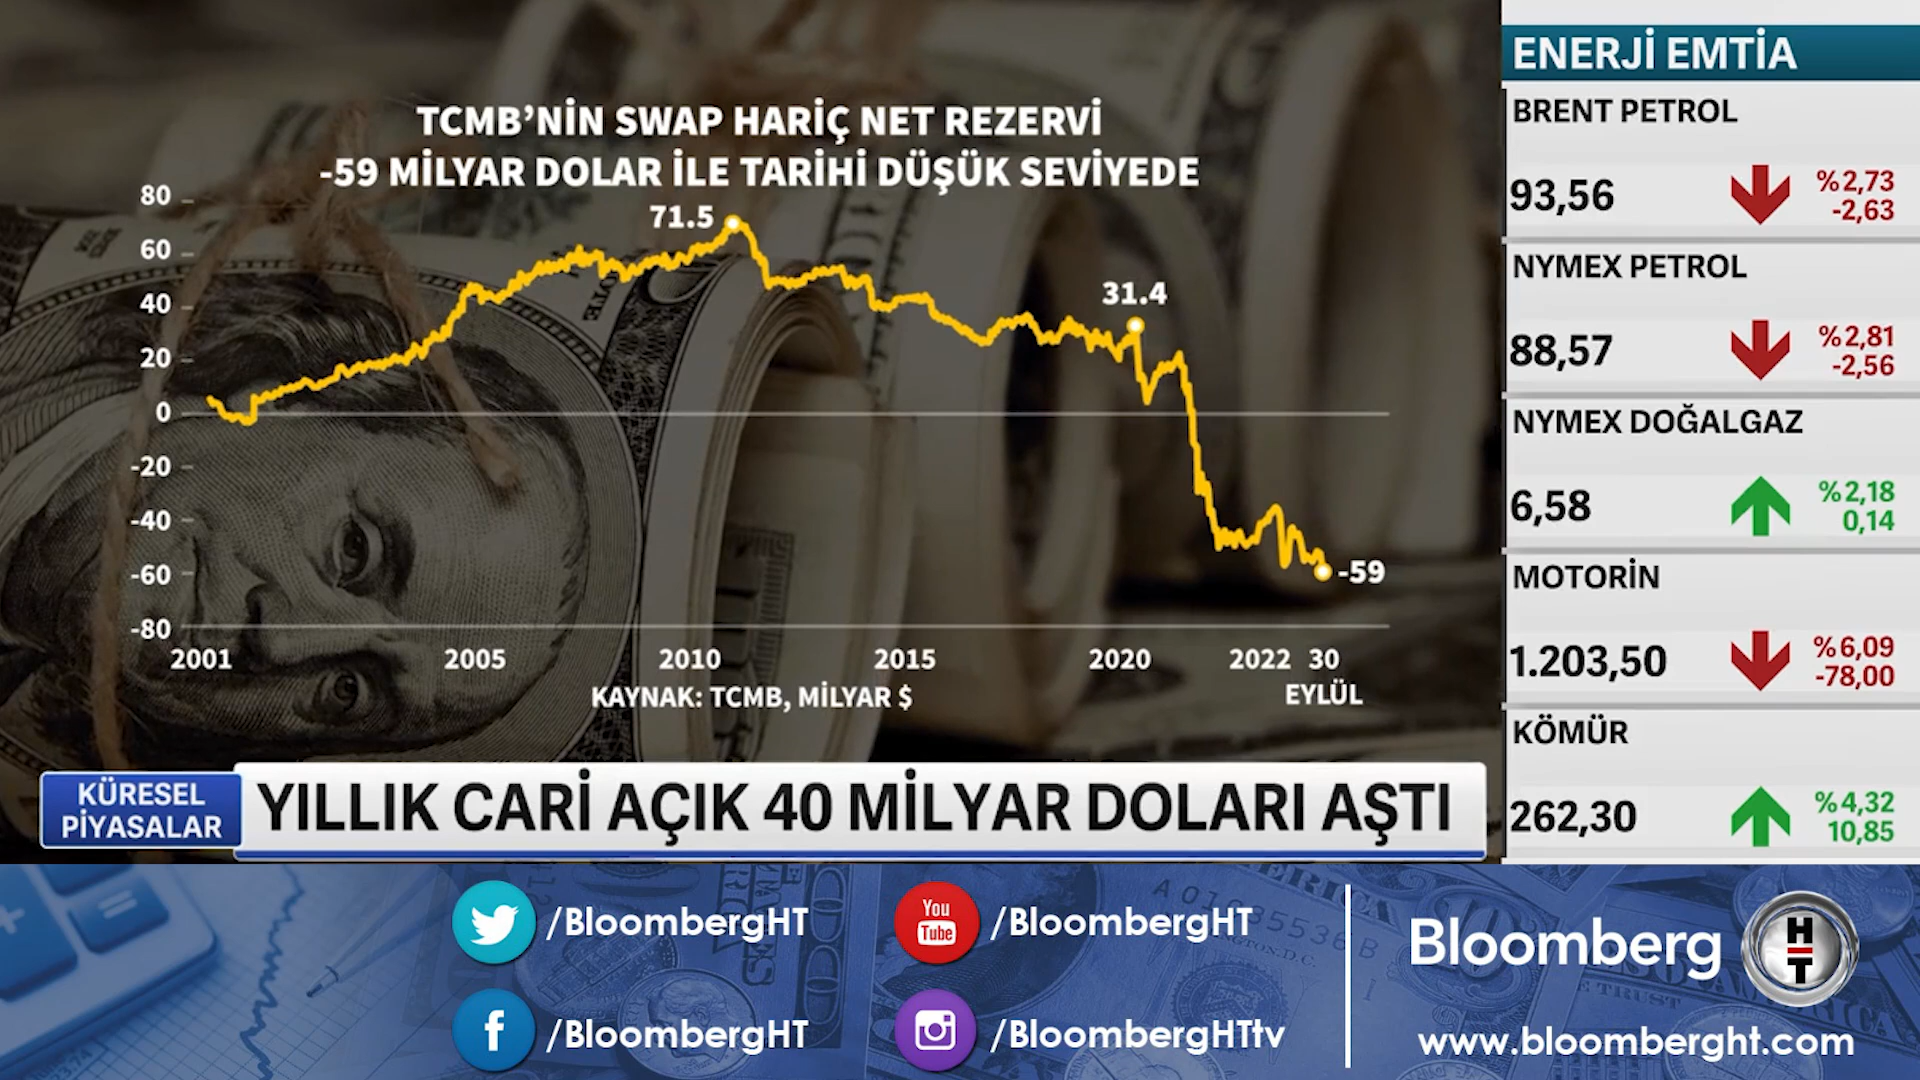 TCMB'NİN SWAP HARİÇ NET REZERVİ
-59 MİLYAR DOLAR İLE TARİHİ DÜŞÜK SEVİYEDE
80
60
40
20
0
-20
-40
-60
-80
71.5
31.4
-59
2001 2005 2010 2015 2020 2022 30
EYLÜL
KAYNAK: TCMB, MİLYAR $
KÜRESEL
PİYASALAR
YILLIK CARİ AÇIK 40 MİLYAR DOLARI AŞTI
ENERJİ EMTİA
BRENT PETROL
93,56
%2,73
-2,63
NYMEX PETROL
88,57
%2,81
-2,56
NYMEX DOĞALGAZ
6,58
%2,18
0,14
MOTORİN
1.203,50
%6,09
-78,00
KÖMÜR
262,30
%4,32
10,85
/BloombergHT
You
Tube
/BloombergHT
f
/BloombergHT
/BloombergHTtv
Bloomberg
HT
www.bloomberght.com